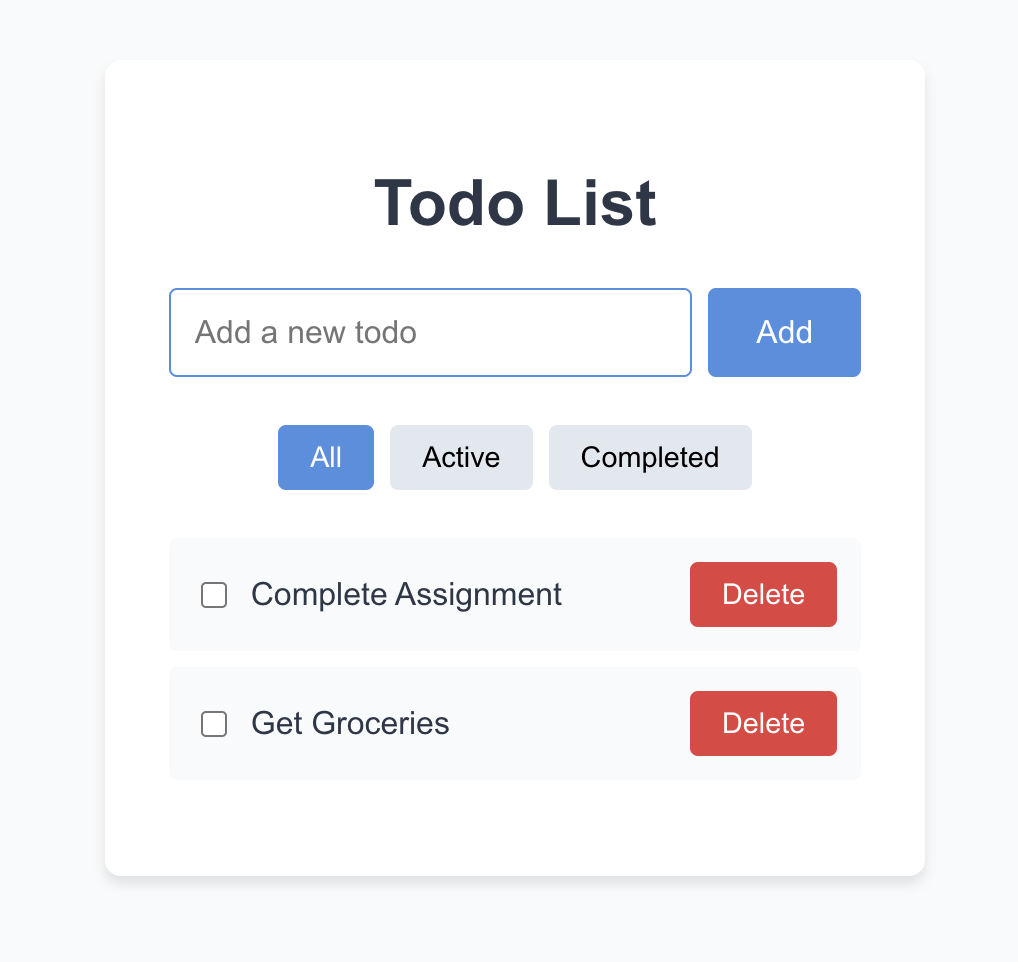 Todo List
Add a new todo Add
All Active Completed
Complete Assignment Delete
Get Groceries Delete